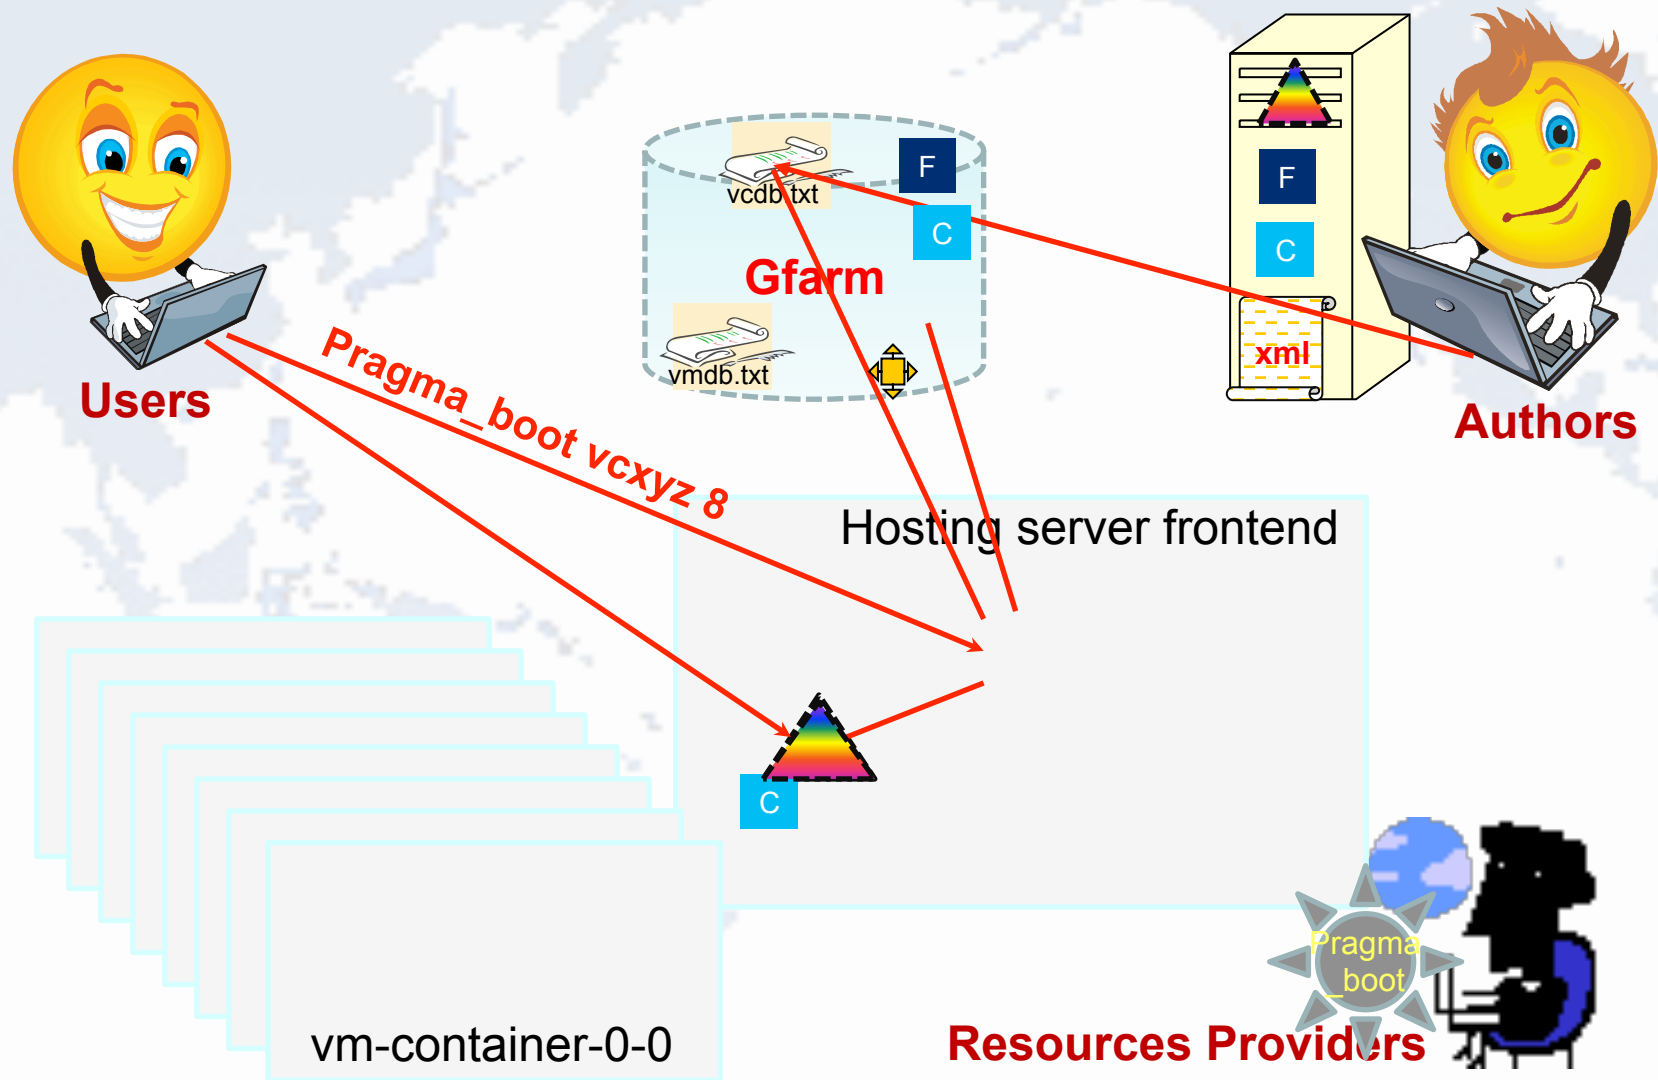 vcdb.txt
F
C
Gfarm
vmdb.txt
F
C
xml
Users
Authors
Pragma_boot vcxyz 8
Hosting server frontend
C
vm-container-0-0
Pragma
_boot
Resources Providers